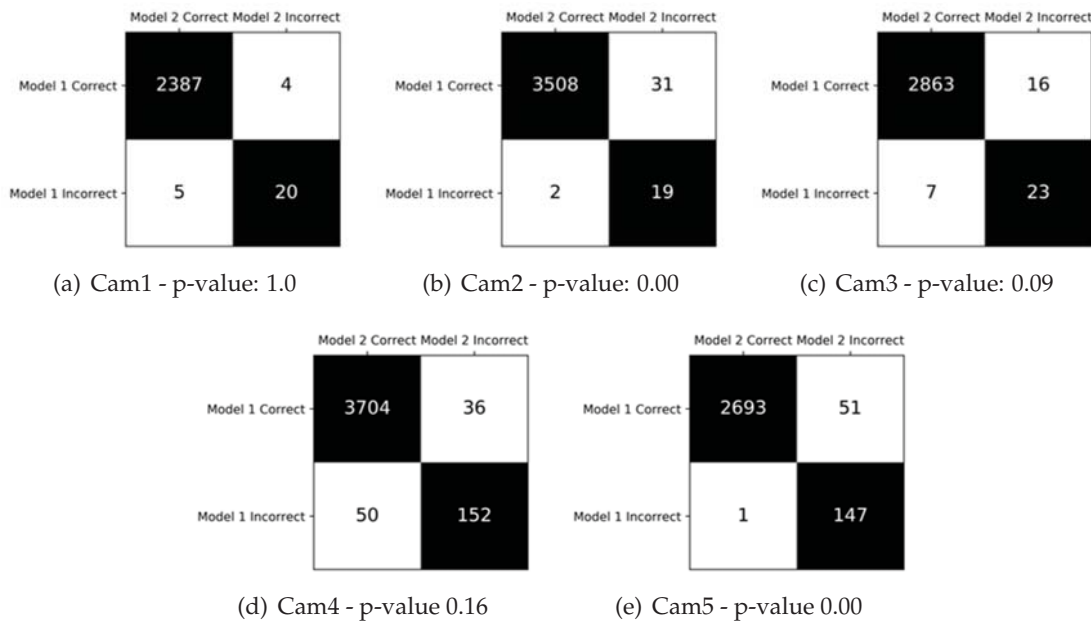 Model 2 Correct Model 2 Incorrect
Model 1 Correct 2387 4
Model 1 Incorrect 5 20
(a) Cam1 - p-value: 1.0
Model 2 Correct Model 2 Incorrect
Model 1 Correct 3508 31
Model 1 Incorrect 2 19
(b) Cam2 - p-value: 0.00
Model 2 Correct Model 2 Incorrect
Model 1 Correct 2863 16
Model 1 Incorrect 7 23
(c) Cam3 - p-value: 0.09
Model 2 Correct Model 2 Incorrect
Model 1 Correct 3704 36
Model 1 Incorrect 50 152
(d) Cam4 - p-value 0.16
Model 2 Correct Model 2 Incorrect
Model 1 Correct 2693 51
Model 1 Incorrect 1 147
(e) Cam5 - p-value 0.00